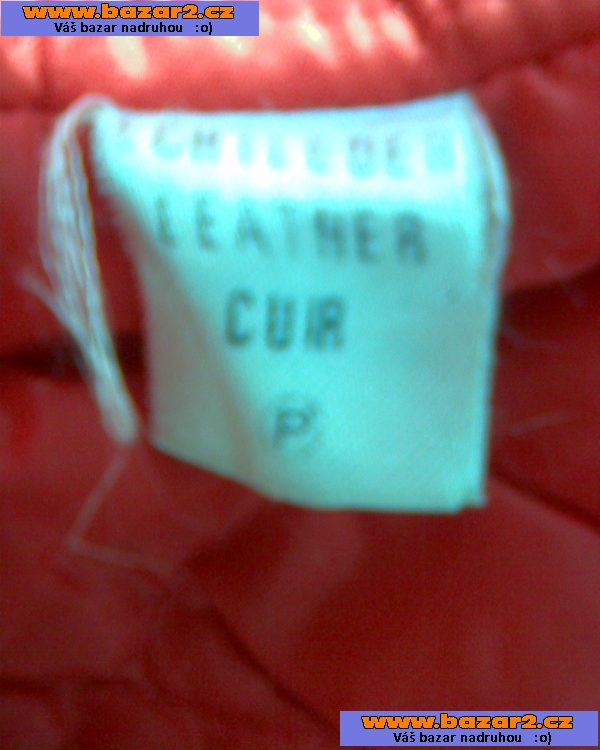 www.bazar2.cz
Váš bazar nadruhou :o)
LEATHER
CUIR
P
www.bazar2.cz
Váš bazar nadruhou :o)